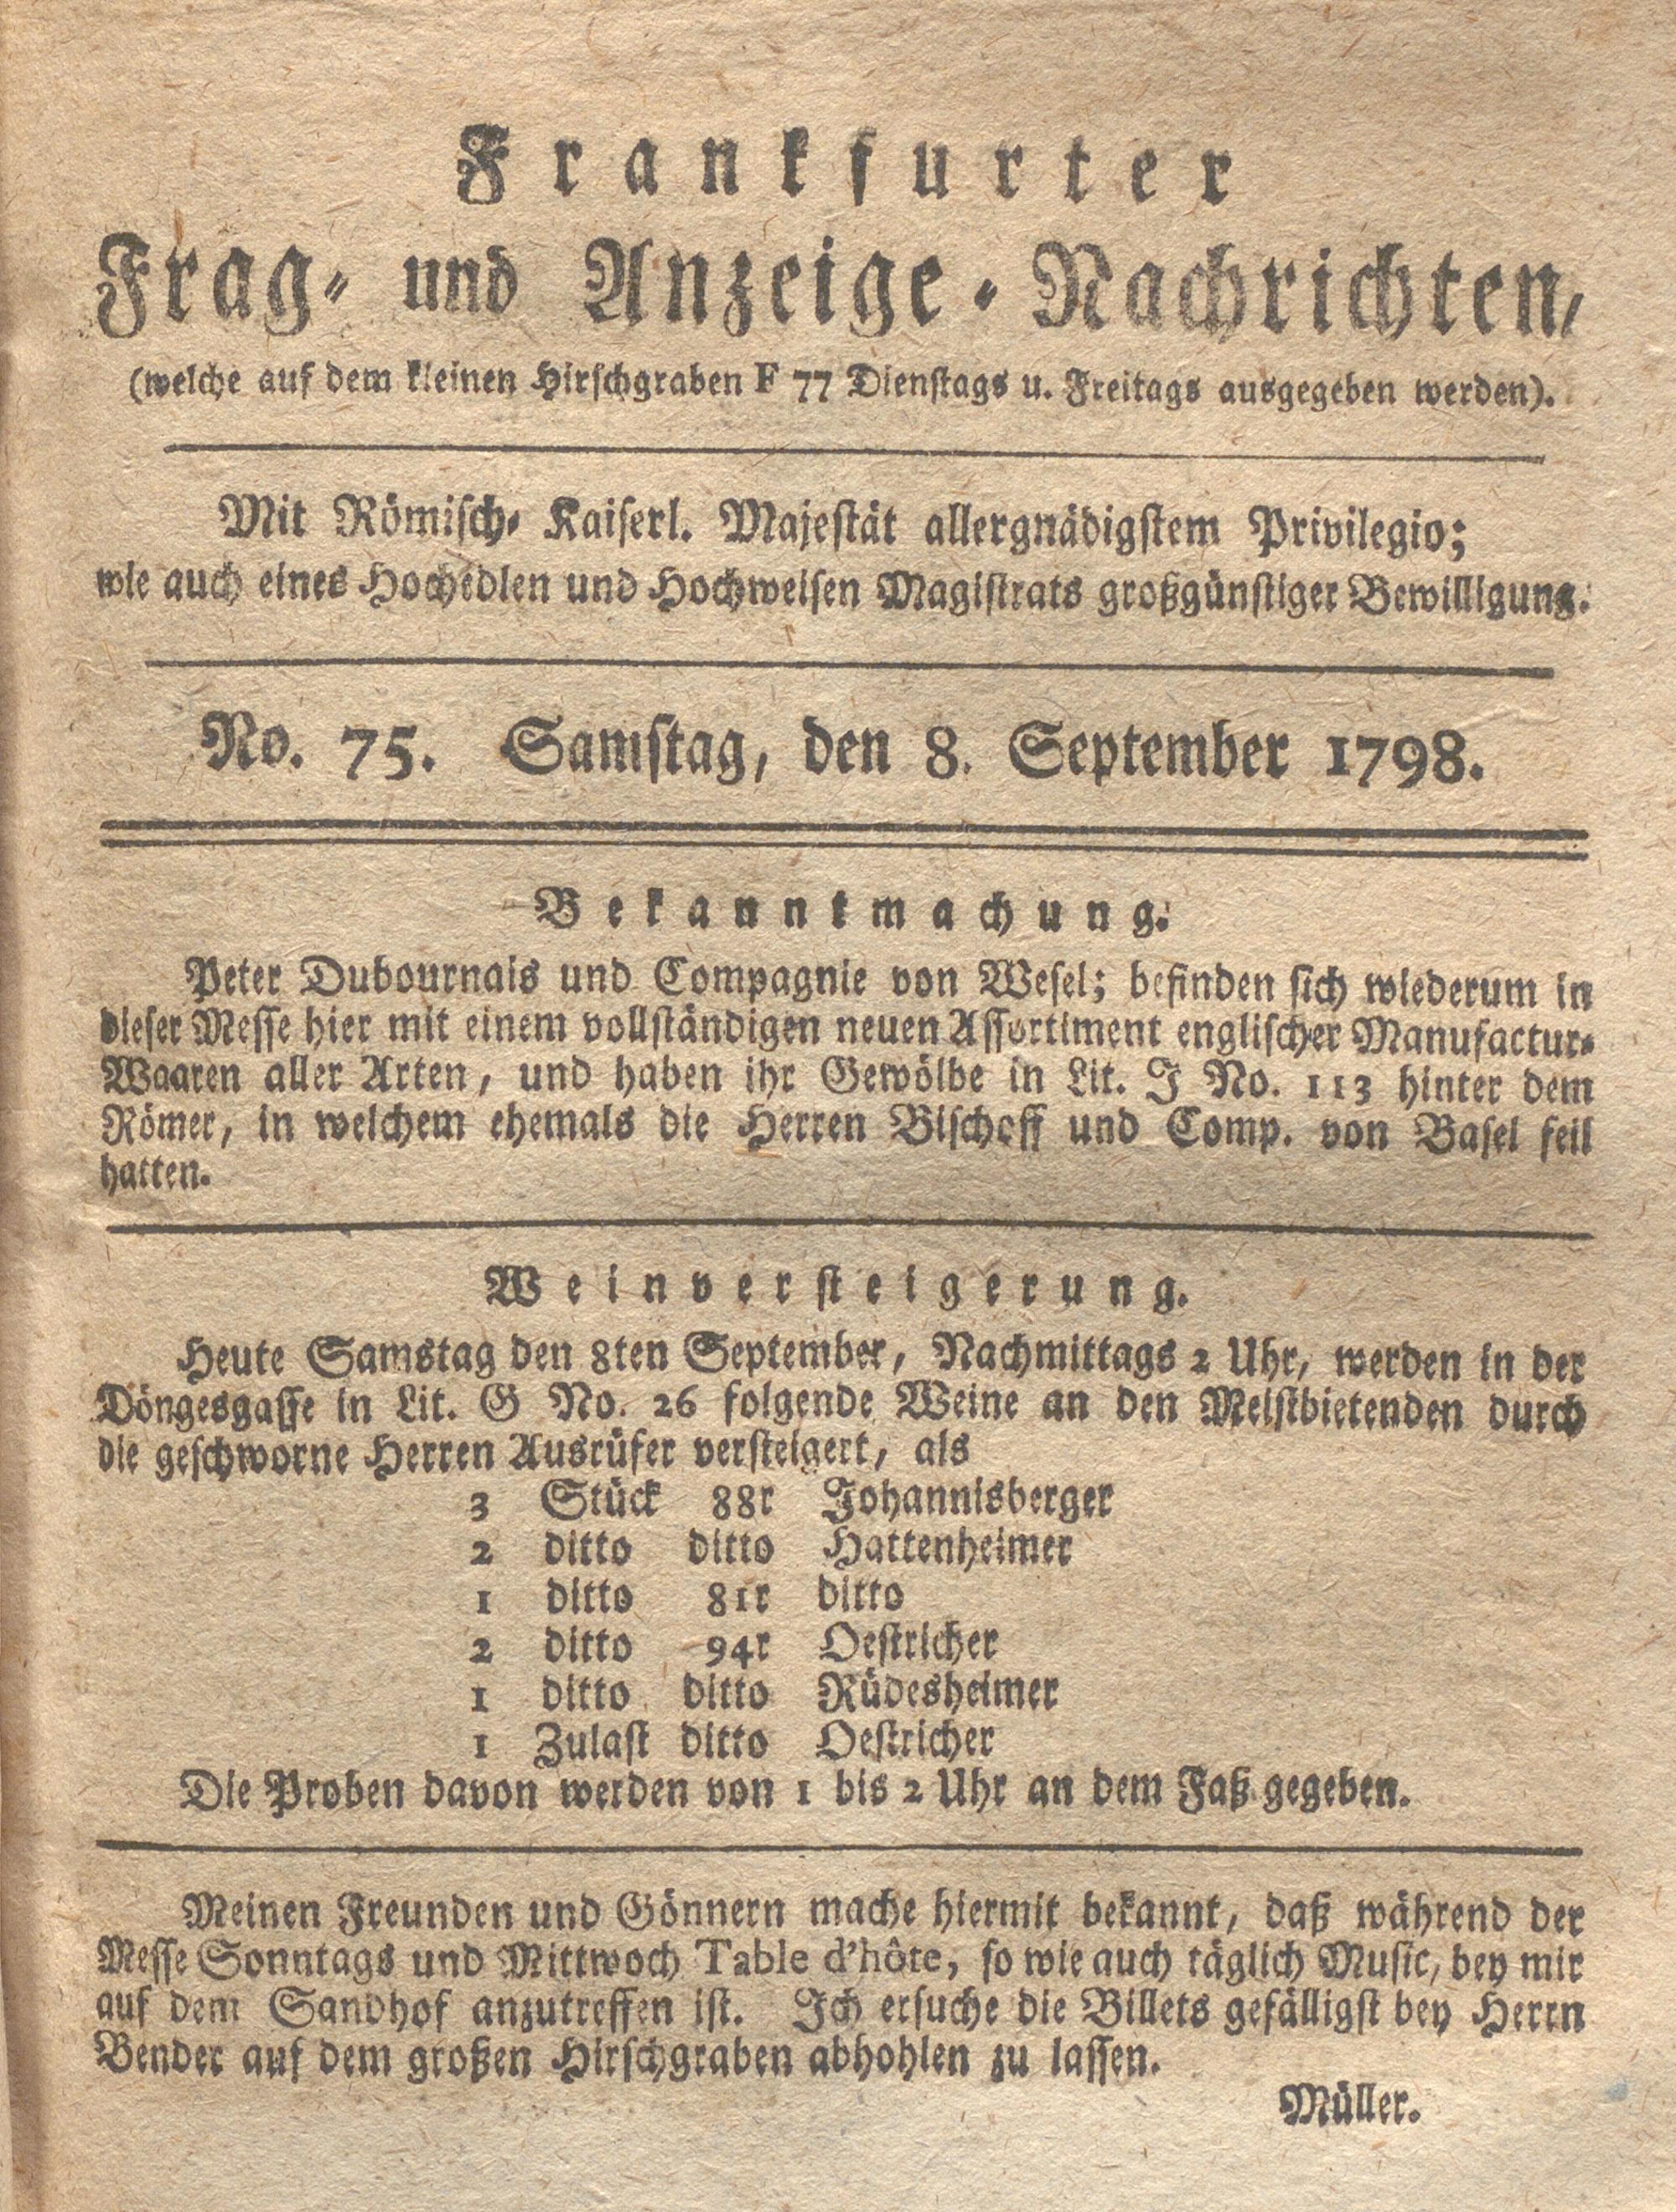 Frankfurter
Frag- und Anzeige-Nachrichten,
(welche auf dem kleinen Hirschgraben F 77 Dienstags u. Freitags ausgegeben werden).
Mit Römisch- Kaiserl. Majestät allergnädigstem Privilegio;
wie auch eines Hochedlen und Hochweisen Magistrats großgünstiger Bewilligung.
No. 75. Samstag, den 8. September 1798.
Bekanntmachung.
Peter Dubournais und Compagnie von Wesel; befinden sich wiederum in
dieser Messe hier mit einem vollständigen neuen Assortiment englischer Manufactur-
Waaren aller Arten, und haben ihr Gewölbe in Lit. J No. 113 hinter dem
Römer, in welchem ehemals die Herren Bischoff und Comp. von Basel feil
hatten.
Weinversteigerung.
Heute Samstag den 8ten September, Nachmittags 2 Uhr, werden in der
Döngesgasse in Lit. G No. 26 folgende Weine an den Meistbietenden durch
die geschworne Herren Ausrüfer versteigert, als
3 Stück 88r Johannisberger
2 ditto ditto Hattenheimer
1 ditto 81r ditto
2 ditto 94r Oestricher
1 ditto ditto Rüdesheimer
1 Zulast ditto Oestricher
Die Proben davon werden von 1 bis 2 Uhr an dem Faß gegeben.
Meinen Freunden und Gönnern mache hiermit bekannt, daß während der
Messe Sonntags und Mittwoch Table d'hôte, so wie auch täglich Music, bey mir
auf dem Sandhof anzutreffen ist. Ich ersuche die Billets gefälligst bey Herrn
Bender auf dem großen Hirschgraben abhohlen zu lassen.
Müller.